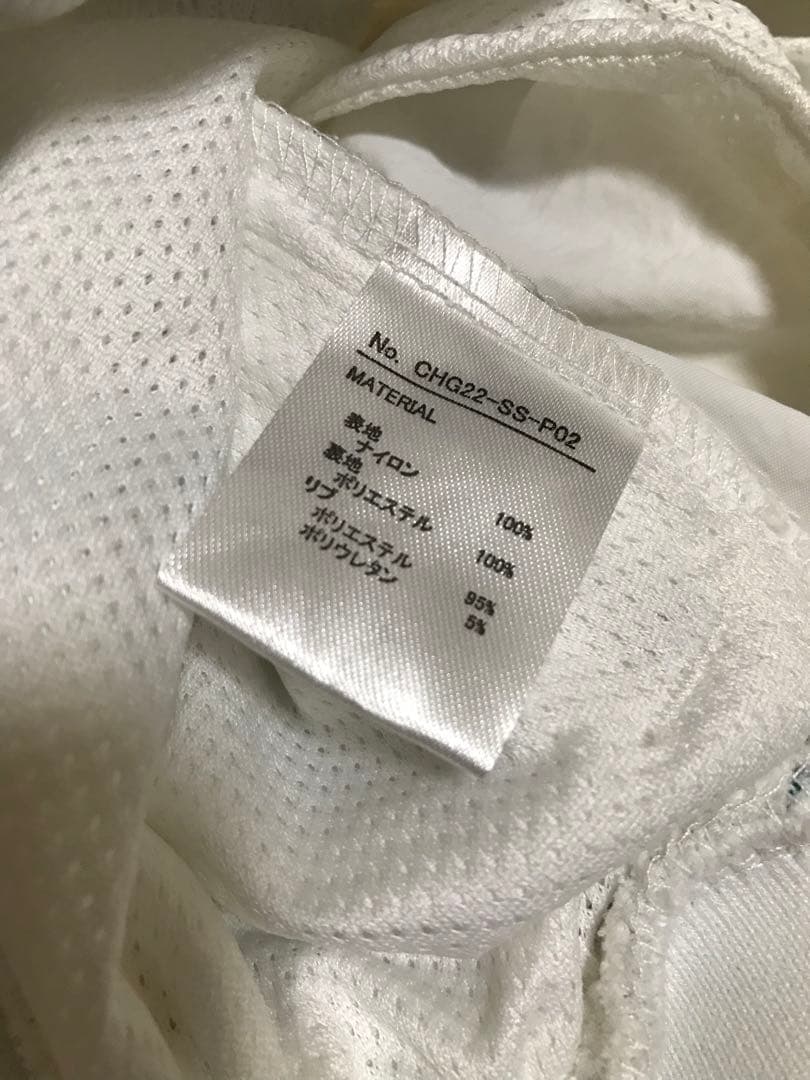 No. CHG22-SS-P02
MATERIAL
表地
ナイロン 100%
裏地
ポリエステル 100%
リブ
ポリエステル 95%
ポリウレタン 5%